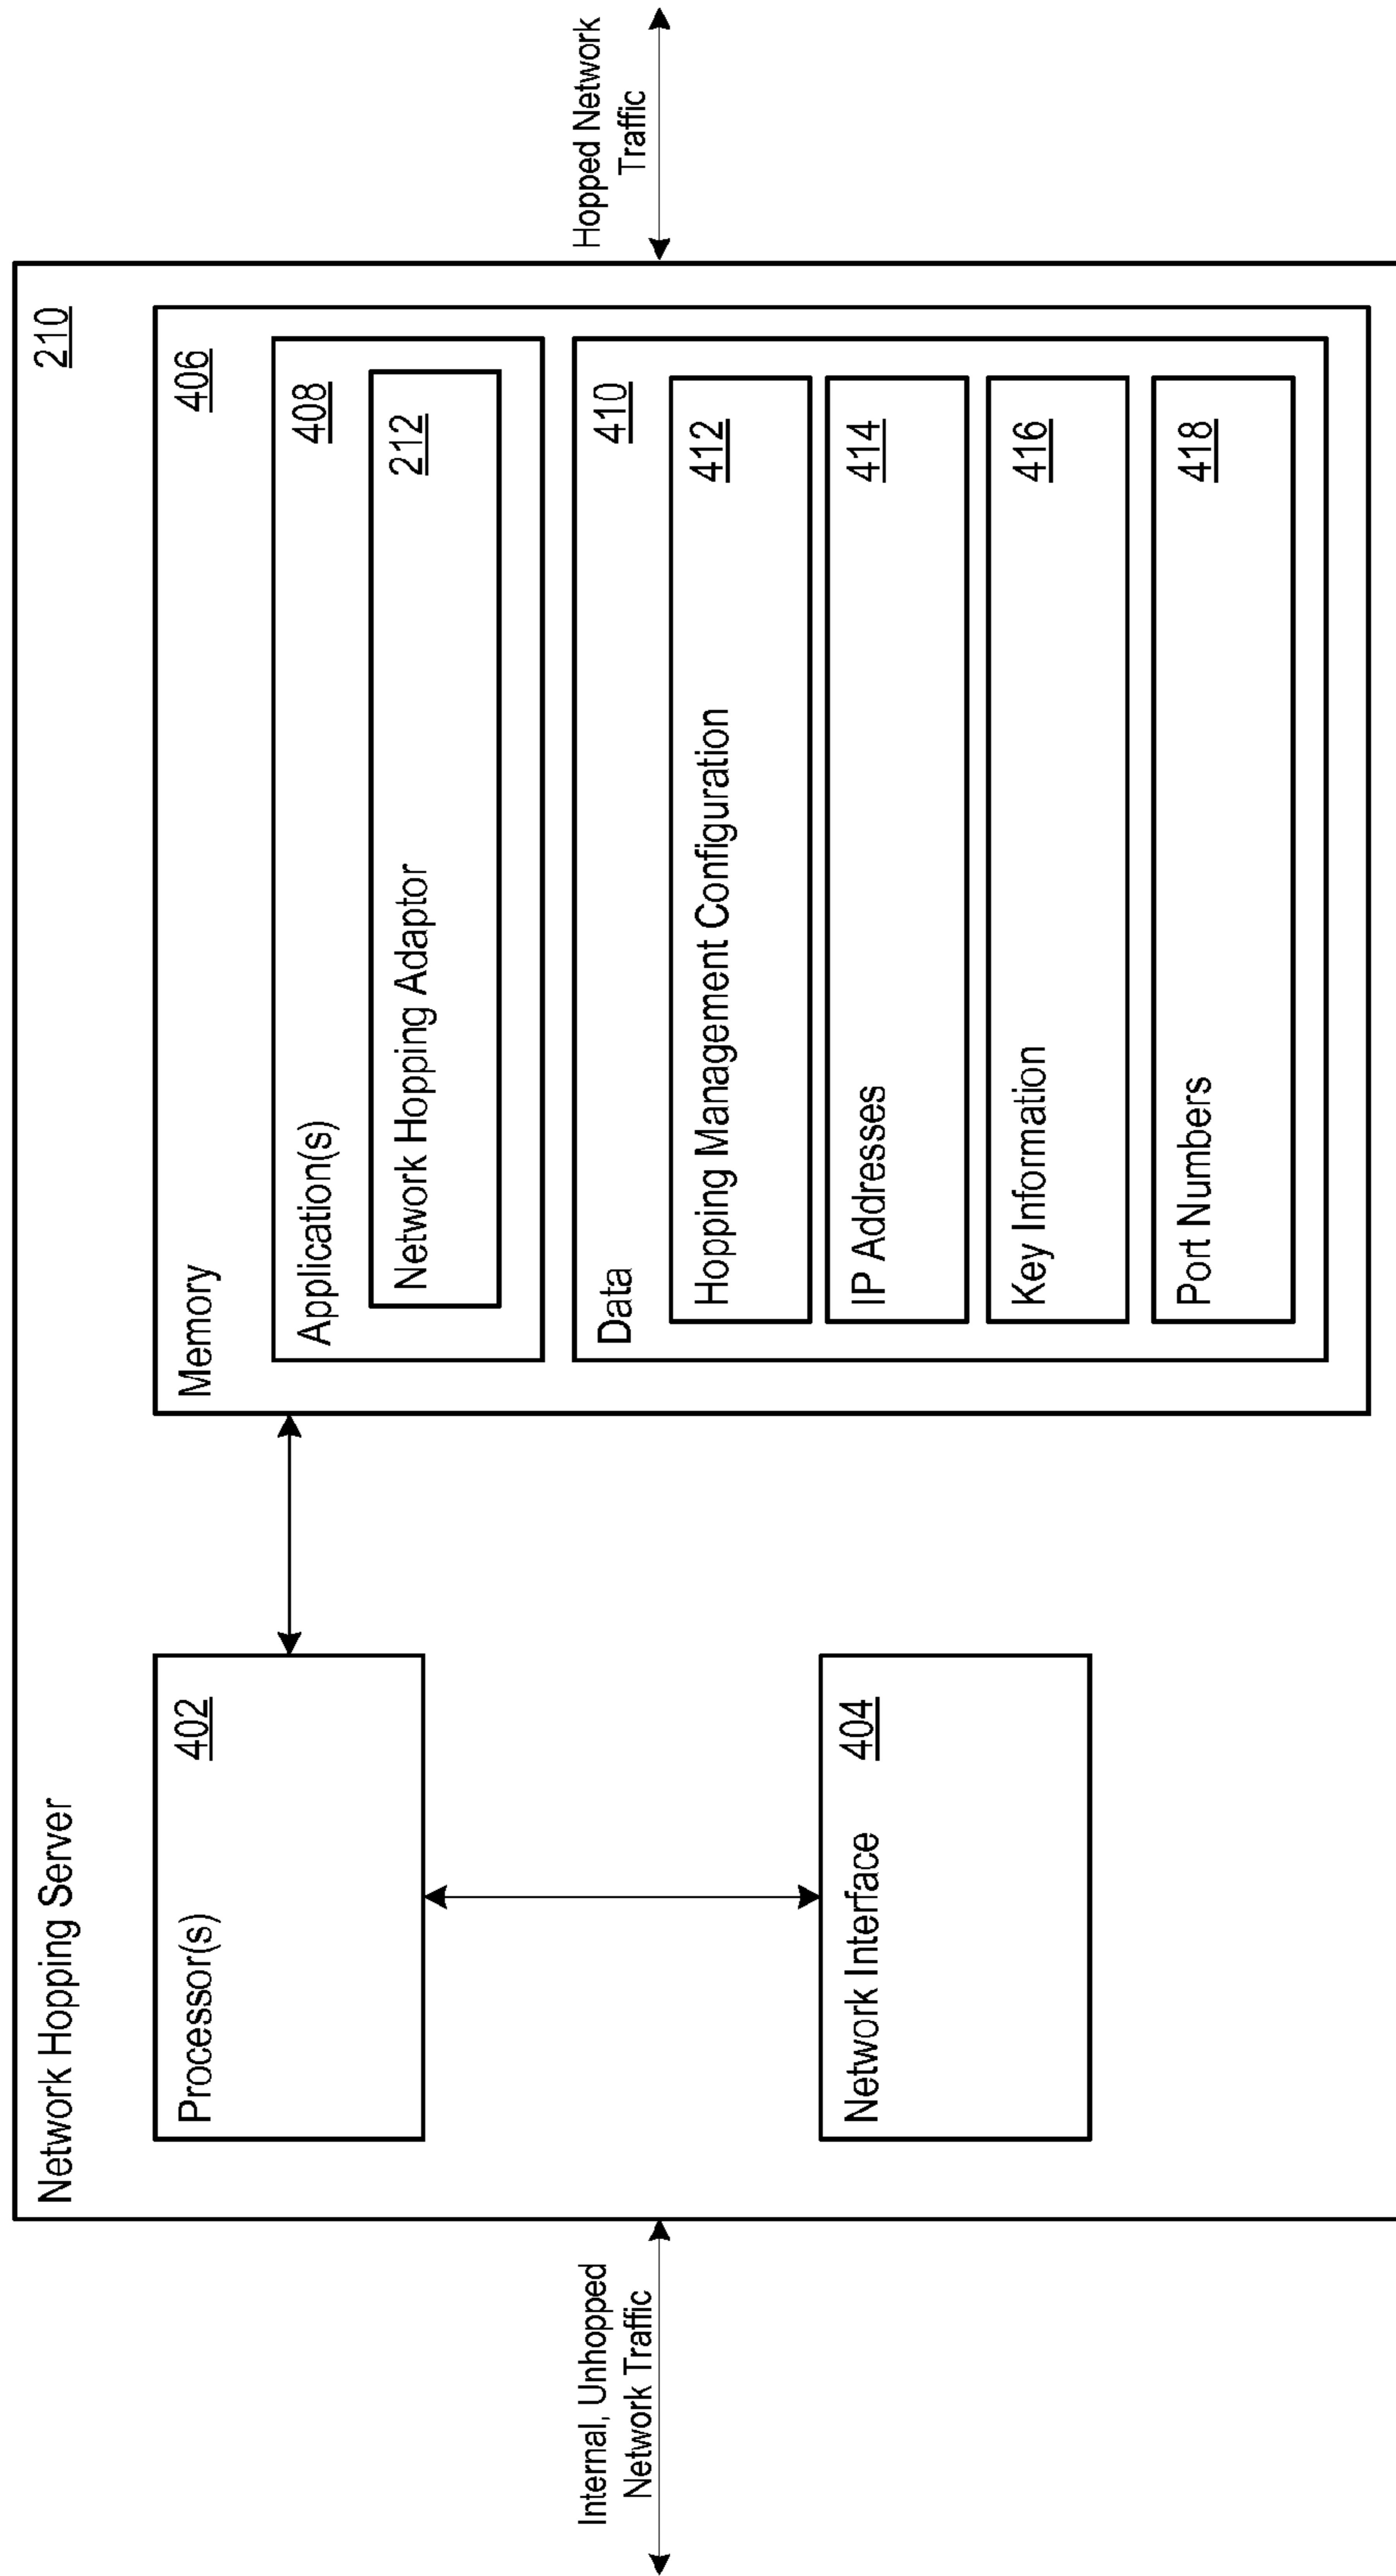 Network Hopping Server 210
Processor(s) 402
Network Interface 404
Memory 406
Application(s) 408
Network Hopping Adaptor 212
Data 410
Hopping Management Configuration 412
IP Addresses 414
Key Information 416
Port Numbers 418
Internal, Unhopped
Network Traffic
Hopped Network
Traffic